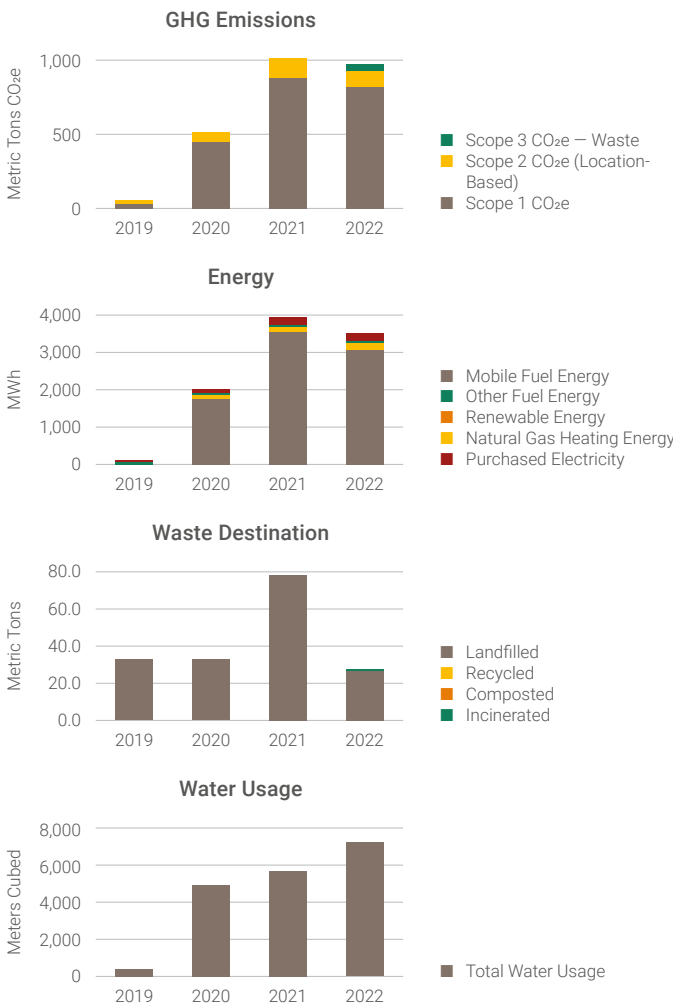 GHG Emissions
Metric Tons CO₂e
1,000
500
0
2019 2020 2021 2022
Scope 3 CO₂e — Waste
Scope 2 CO₂e (Location-
Based)
Scope 1 CO₂e
Energy
MWh
4,000
3,000
2,000
1,000
0
2019 2020 2021 2022
Mobile Fuel Energy
Other Fuel Energy
Renewable Energy
Natural Gas Heating Energy
Purchased Electricity
Waste Destination
Metric Tons
80.0
60.0
40.0
20.0
0.0
2019 2020 2021 2022
Landfilled
Recycled
Composted
Incinerated
Water Usage
Meters Cubed
8,000
6,000
4,000
2,000
0
2019 2020 2021 2022
Total Water Usage